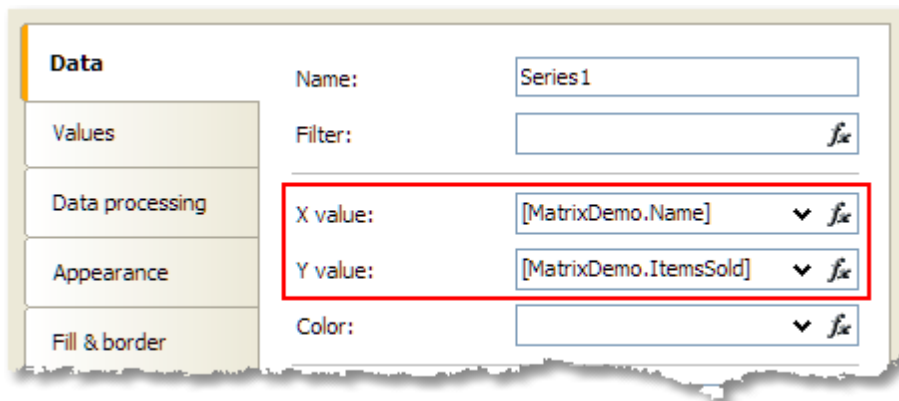 Data
Name: Series1
Values
Filter: fx
Data processing
X value: [MatrixDemo.Name] fx
Appearance
Y value: [MatrixDemo.ItemsSold] fx
Color: fx
Fill & border